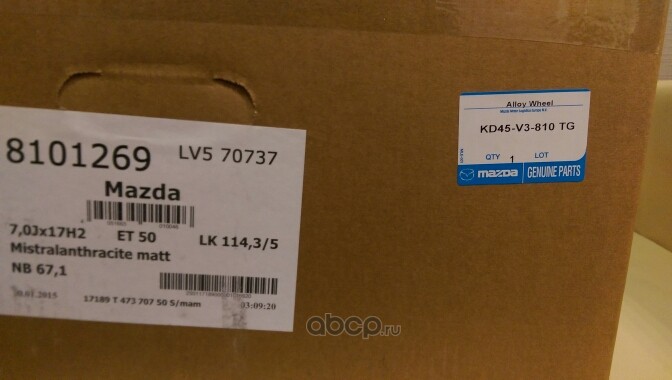 8101269 LV5 70737
Mazda
7,0Jx17H2 ET 50 LK 114,3/5
Mistralanthracite matt
NB 67,1
.2015 17189 T 473 707 50 S/mam 03:09:20
Alloy Wheel
KD45-V3-810 TG
QTY 1 LOT
mazda GENUINE PARTS
abcp.ru